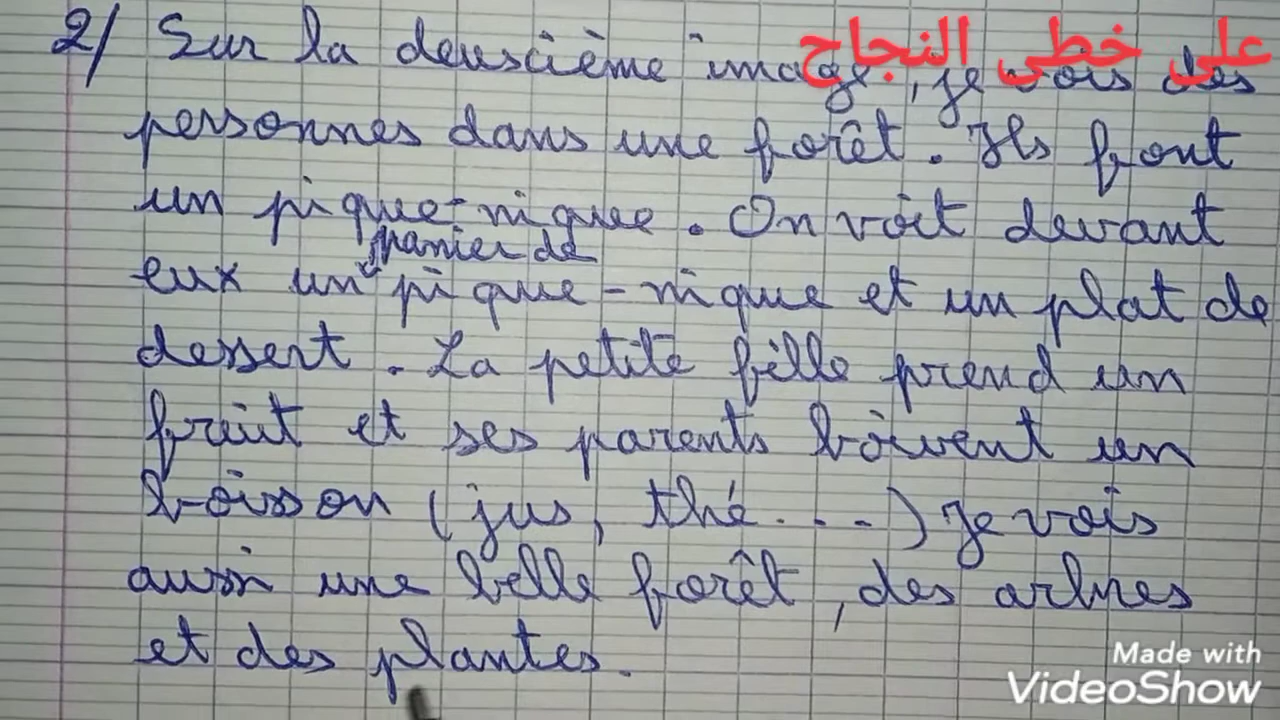 على خطى النجاح
2/ Sur la deuxième image, je vois des
personnes dans une forêt. Ils font
un pique-nique. On voit devant
panier de
eux un pique-nique et un plat de
dessert. La petite fille prend un
fruit et ses parents boivent un
boisson (jus, thé....) Je vois
aussi une belle forêt, des arbres
et des plantes.
Made with
VideoShow